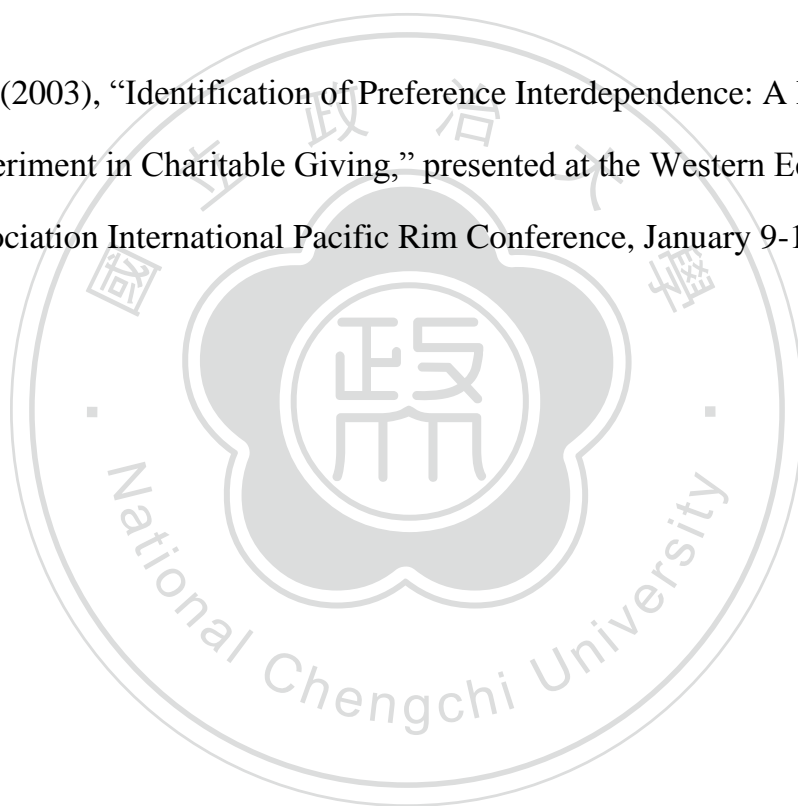 (2003), “Identification of Preference Interdependence: A
eriment in Charitable Giving,” presented at the Western
ociation International Pacific Rim Conference, January 9-1
國立政治大學
政
National Chengchi University